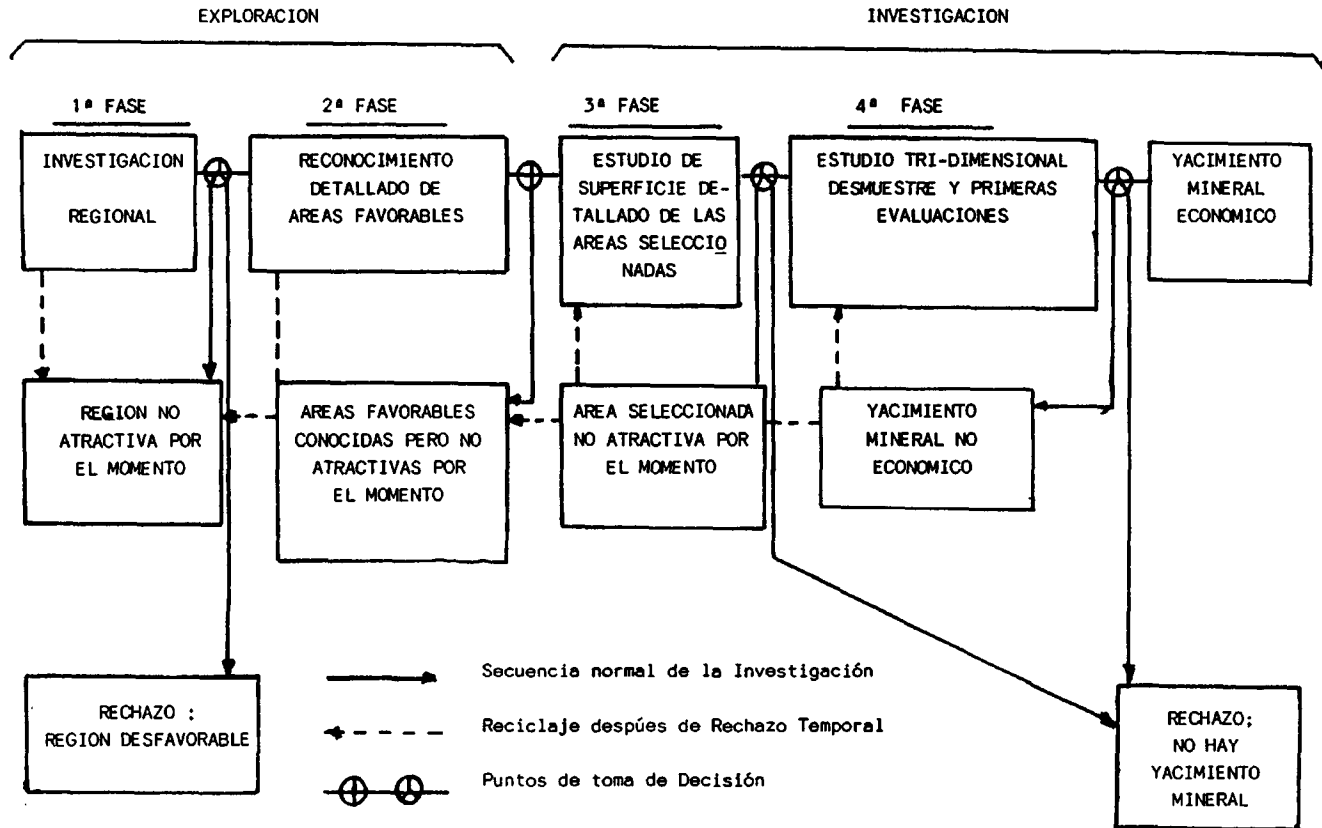 EXPLORACION
INVESTIGACION
1ª FASE
2ª FASE
3ª FASE
4ª FASE
INVESTIGACION
REGIONAL
RECONOCIMIENTO
DETALLADO DE
AREAS FAVORABLES
ESTUDIO DE
SUPERFICIE DE-
TALLADO DE LAS
AREAS SELECCIO
NADAS
ESTUDIO TRI-DIMENSIONAL
DESMUESTRE Y PRIMERAS
EVALUACIONES
YACIMIENTO
MINERAL
ECONOMICO
REGION NO
ATRACTIVA POR
EL MOMENTO
AREAS FAVORABLES
CONOCIDAS PERO NO
ATRACTIVAS POR
EL MOMENTO
AREA SELECCIONADA
NO ATRACTIVA POR
EL MOMENTO
YACIMIENTO
MINERAL NO
ECONOMICO
RECHAZO :
REGION DESFAVORABLE
Secuencia normal de la Investigación
Reciclaje despúes de Rechazo Temporal
Puntos de toma de Decisión
RECHAZO;
NO HAY
YACIMIENTO
MINERAL